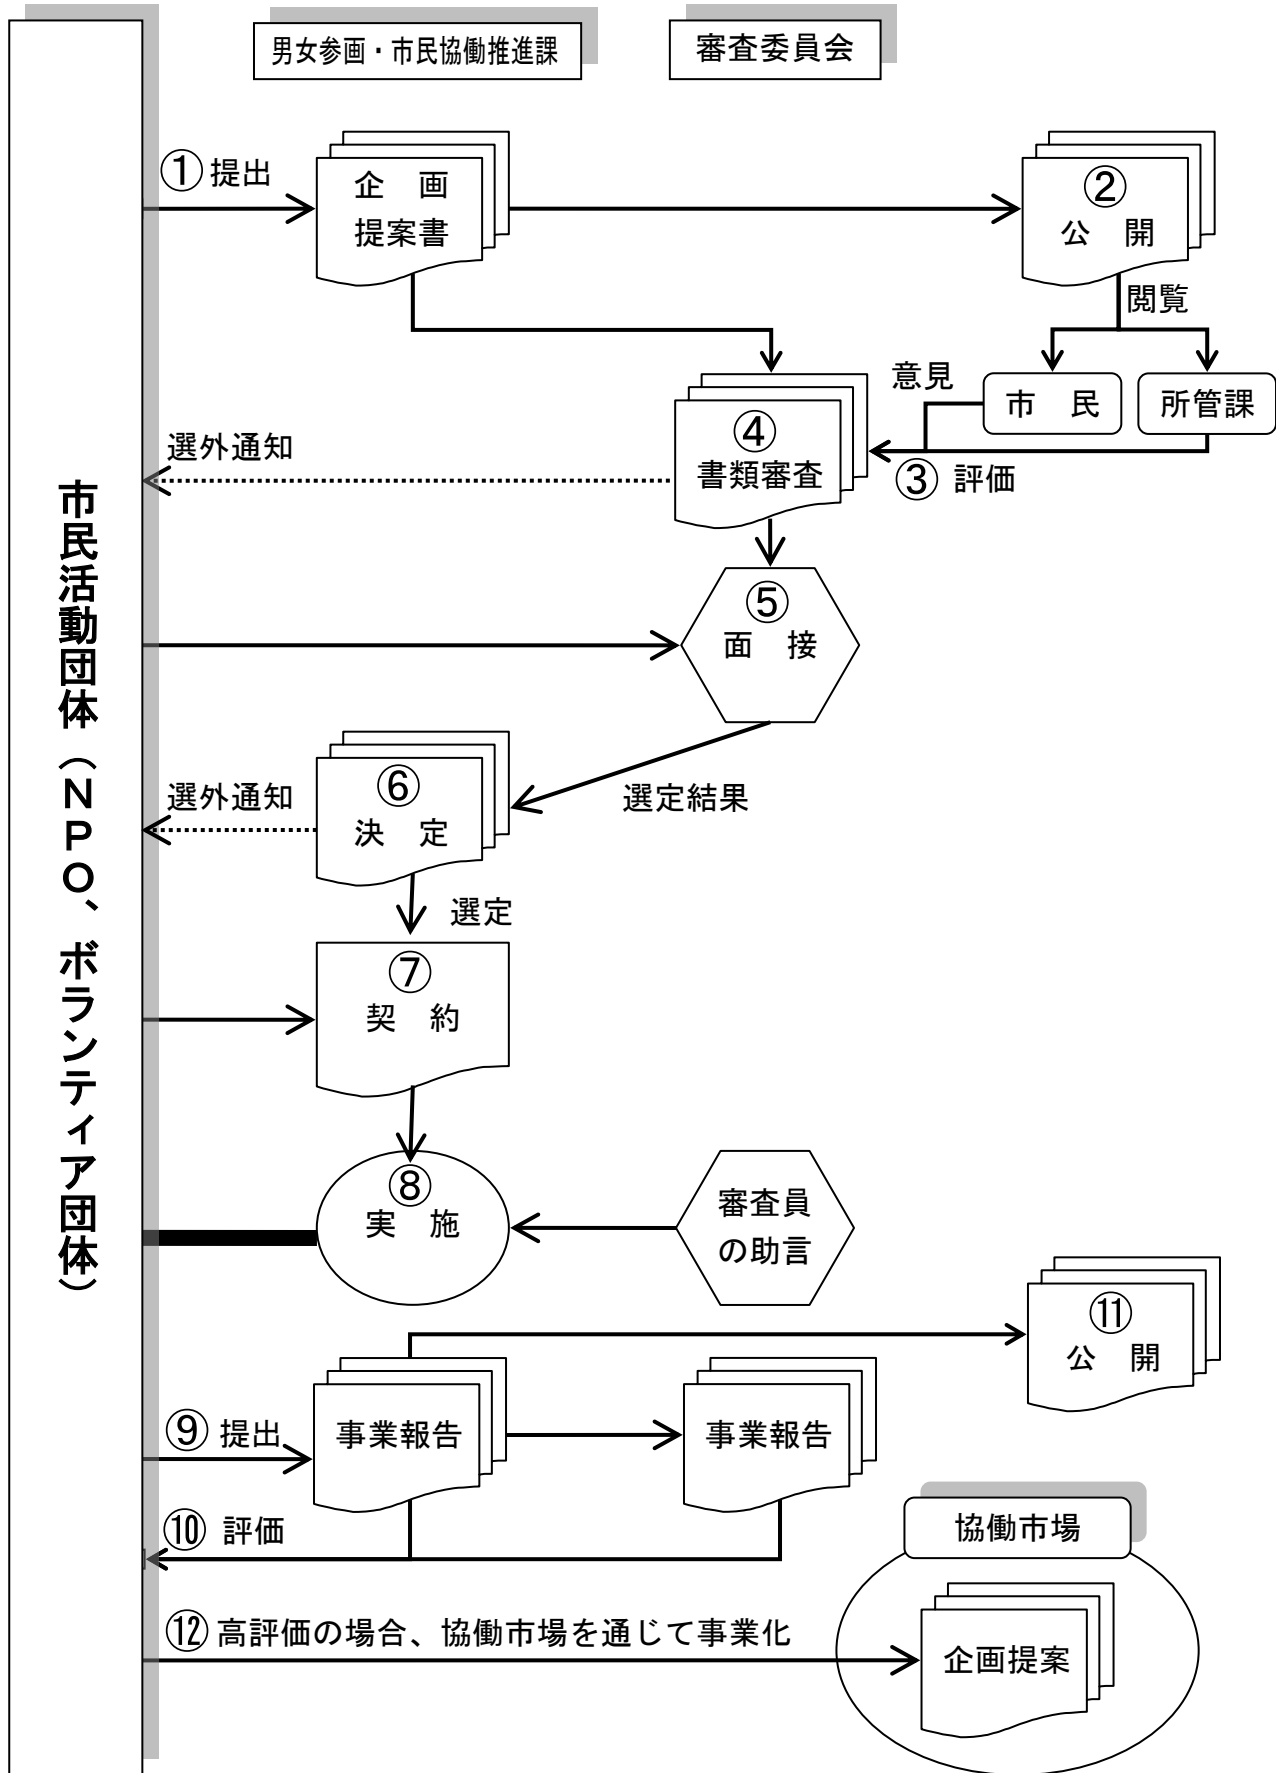 男女参画・市民協働推進課
審査委員会
市民活動団体（ＮＰＯ、ボランティア団体）
① 提出
企　画
提案書
②
公　開
閲覧
市　民
所管課
意見
③ 評価
④
書類審査
選外通知
⑤
面　接
選定結果
⑥
決　定
選外通知
選定
⑦
契　約
⑧
実　施
審査員
の助言
⑨ 提出
事業報告
事業報告
⑪
公　開
⑩ 評価
協働市場
⑫ 高評価の場合、協働市場を通じて事業化
企画提案